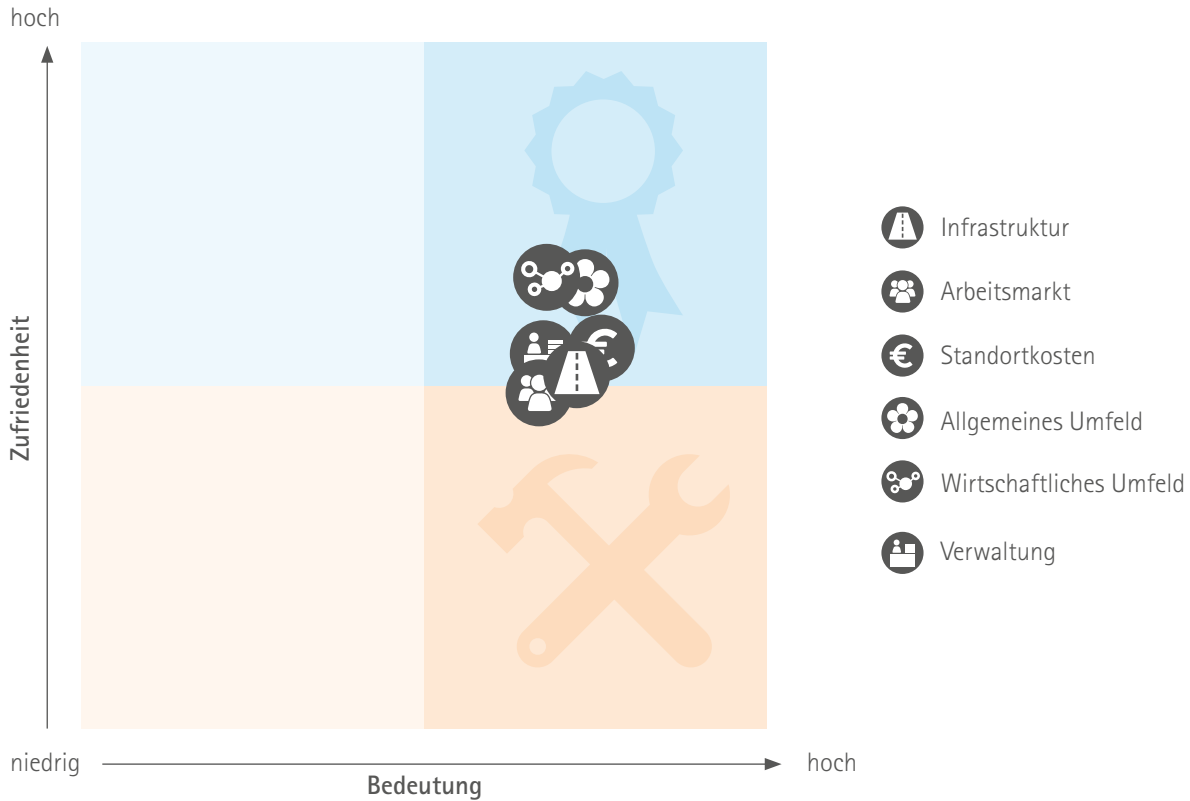 hoch
Zufriedenheit
Infrastruktur
Arbeitsmarkt
€ Standortkosten
Allgemeines Umfeld
Wirtschaftliches Umfeld
Verwaltung
€
niedrig
hoch
Bedeutung